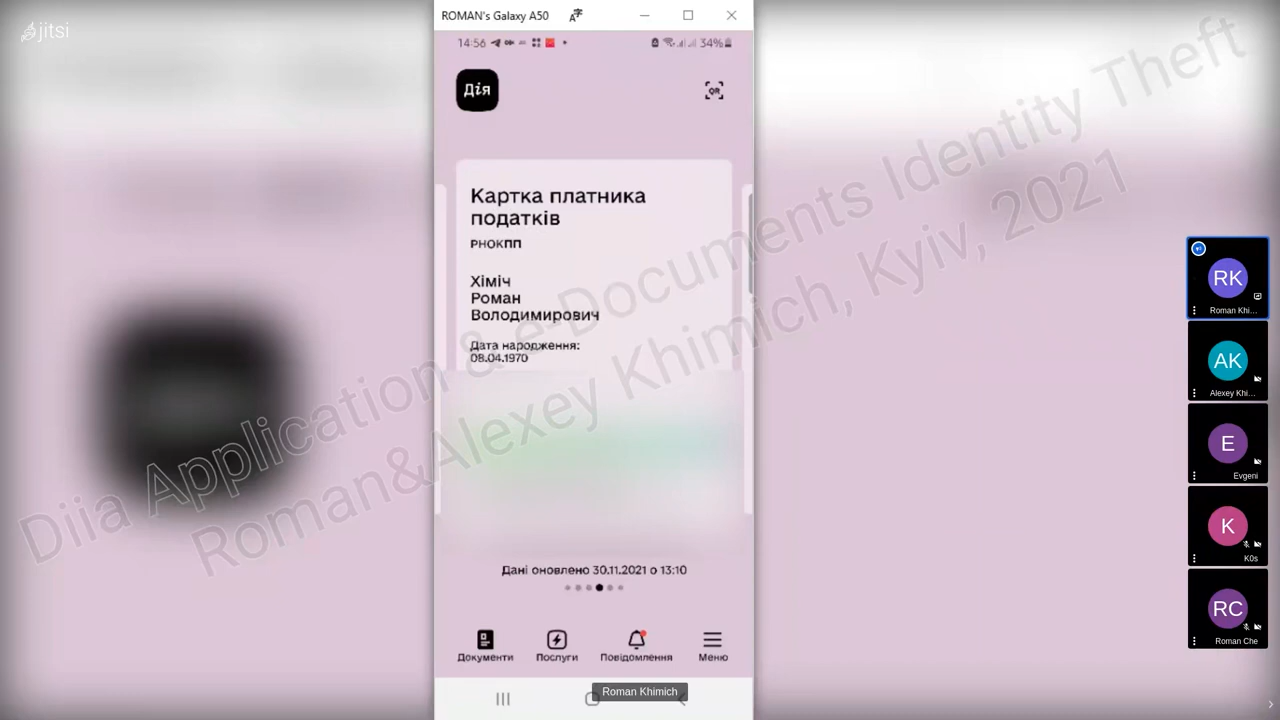 jitsi
ROMAN's Galaxy A50
14:56
34%
Дія
QR
Картка платника
податків
РНОКПП
Хіміч
Роман
Володимирович
Дата народження:
08.04.1970
Дані оновлено 30.11.2021 о 13:10
Документи
Послуги
Повідомлення
Меню
Roman Khimich
Diia Application & e-Documents Identity Theft
Roman&Alexey Khimich, Kyiv, 2021
RK
Roman Khi...
AK
Alexey Khi...
E
Evgeni
K
K0s
RC
Roman Che